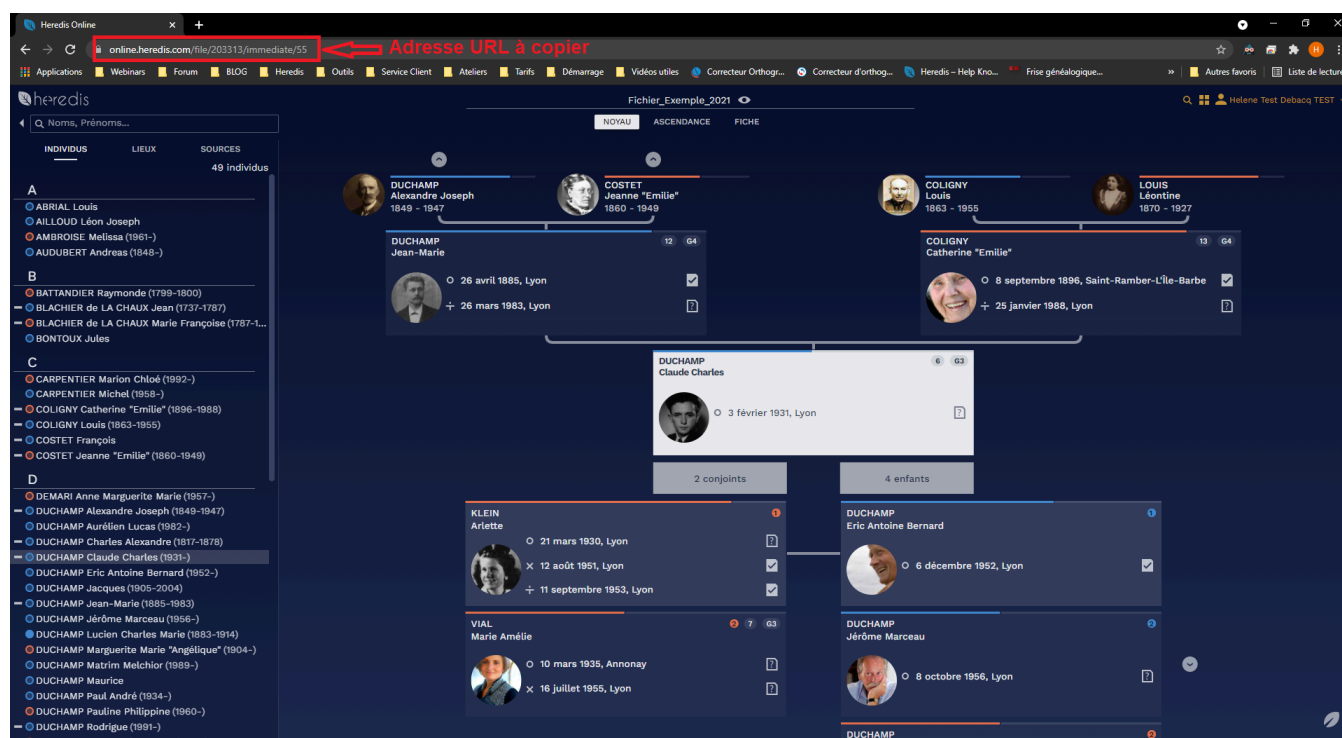 Heredis Online
online.heredis.com/file/203313/immediate/55
Adresse URL à copier
Applications Webinars Forum BLOG Heredis Outils Service Client Ateliers Tarifs Démarrage Vidéos utiles Correcteur Orthogr... Correcteur d'orthog... Heredis – Help Kno... Frise généalogique... » Autres favoris Liste de lecture
heredis
Fichier_Exemple_2021
Helene Test Debacq TEST
Noms, Prénoms...
NOYAU ASCENDANCE FICHE
INDIVIDUS LIEUX SOURCES
49 individus
A
ABRIAL Louis
AILLOUD Léon Joseph
AMBROISE Melissa (1961-)
AUDUBERT Andreas (1848-)
B
BATTANDIER Raymonde (1799-1800)
BLACHIER de LA CHAUX Jean (1737-1787)
BLACHIER de LA CHAUX Marie Françoise (1787-1...
BONTOUX Jules
C
CARPENTIER Marion Chloé (1992-)
CARPENTIER Michel (1958-)
COLIGNY Catherine "Emilie" (1896-1988)
COLIGNY Louis (1863-1955)
COSTET François
COSTET Jeanne "Emilie" (1860-1949)
D
DEMARI Anne Marguerite Marie (1957-)
DUCHAMP Alexandre Joseph (1849-1947)
DUCHAMP Aurélien Lucas (1982-)
DUCHAMP Charles Alexandre (1817-1878)
DUCHAMP Claude Charles (1931-)
DUCHAMP Eric Antoine Bernard (1952-)
DUCHAMP Jacques (1905-2004)
DUCHAMP Jean-Marie (1885-1983)
DUCHAMP Jérôme Marceau (1956-)
DUCHAMP Lucien Charles Marie (1883-1914)
DUCHAMP Marguerite Marie "Angélique" (1904-)
DUCHAMP Matrim Melchior (1989-)
DUCHAMP Maurice
DUCHAMP Paul André (1934-)
DUCHAMP Pauline Philippine (1960-)
DUCHAMP Rodrigue (1991-)
DUCHAMP
Alexandre Joseph
1849 - 1947
COSTET
Jeanne "Emilie"
1860 - 1949
COLIGNY
Louis
1863 - 1955
LOUIS
Léontine
1870 - 1927
DUCHAMP 12 G4
Jean-Marie
26 avril 1885, Lyon
26 mars 1983, Lyon
COLIGNY 13 G4
Catherine "Emilie"
8 septembre 1896, Saint-Ramber-L'Île-Barbe
25 janvier 1988, Lyon
DUCHAMP 6 G3
Claude Charles
3 février 1931, Lyon
2 conjoints
4 enfants
KLEIN 1
Arlette
21 mars 1930, Lyon
12 août 1951, Lyon
11 septembre 1953, Lyon
DUCHAMP 1
Eric Antoine Bernard
6 décembre 1952, Lyon
VIAL 2 7 G3
Marie Amélie
10 mars 1935, Annonay
16 juillet 1955, Lyon
DUCHAMP 2
Jérôme Marceau
8 octobre 1956, Lyon
DUCHAMP 2